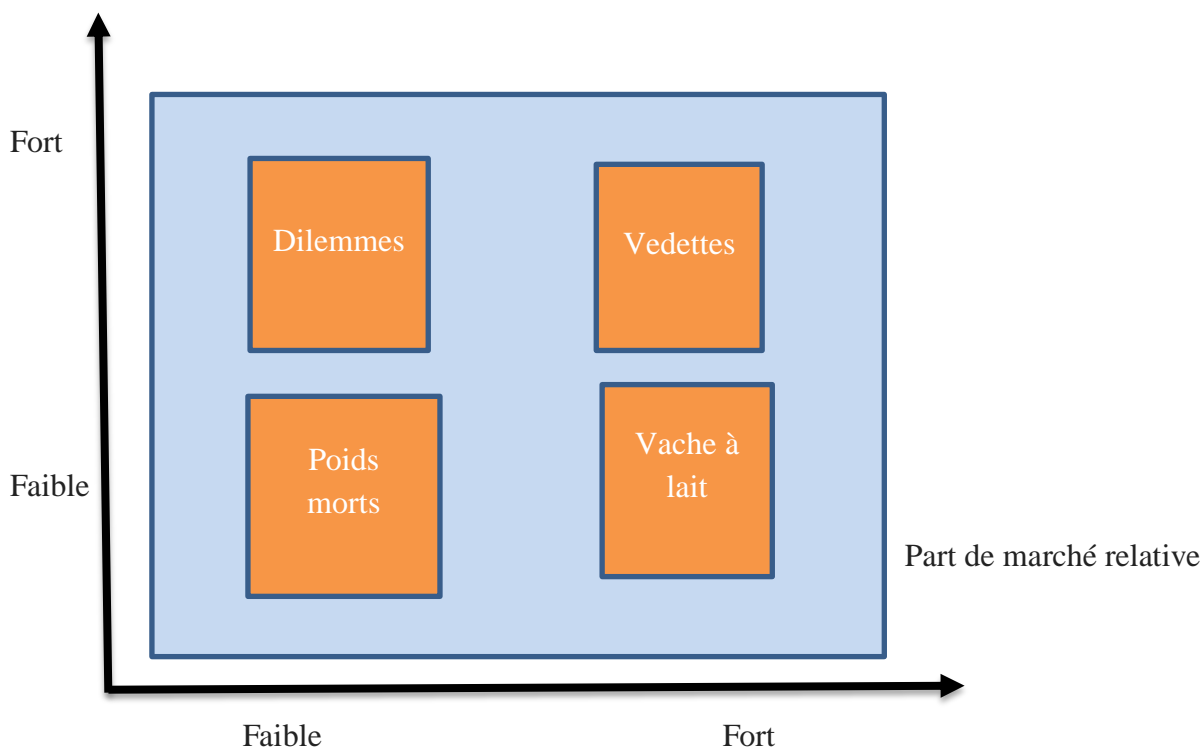 Fort
Dilemmes
Vedettes
Faible
Poids
morts
Vache à
lait
Part de marché relative
Faible
Fort